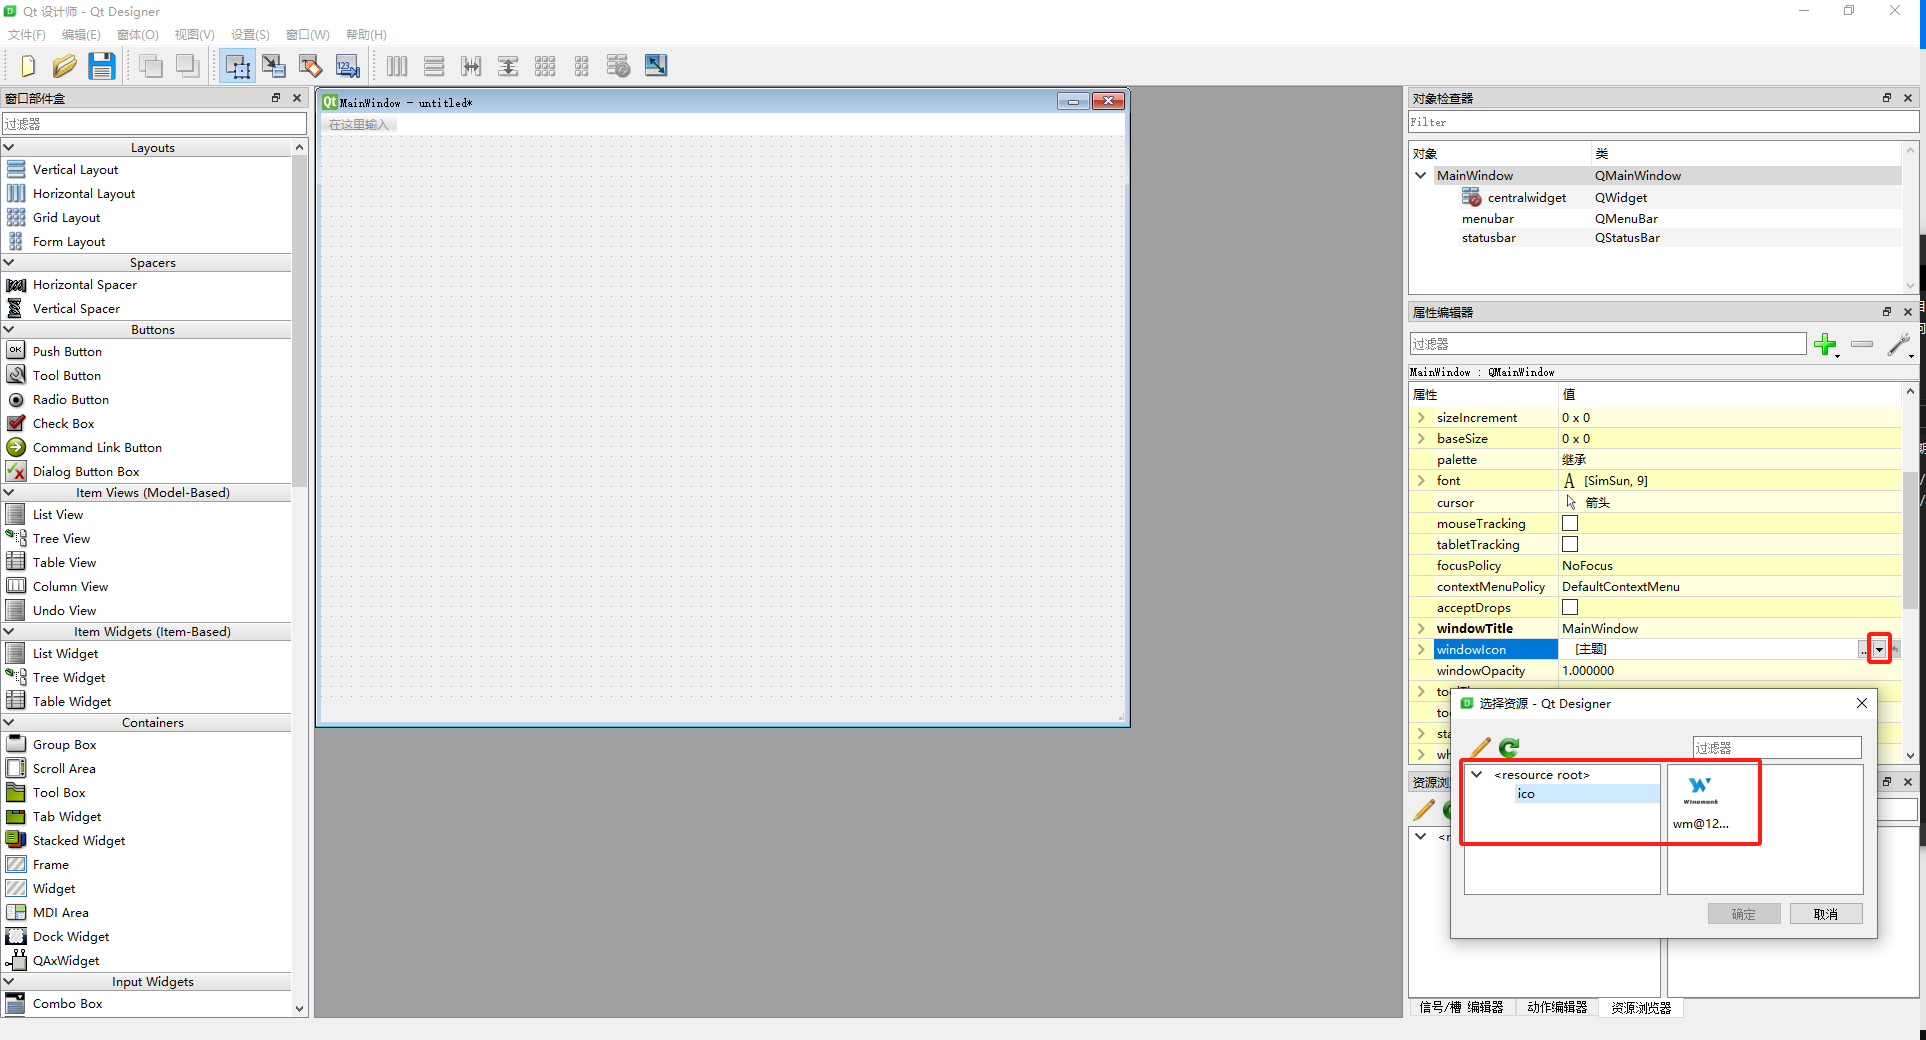 Qt 设计师 - Qt Designer
文件(F) 编辑(E) 窗体(O) 视图(V) 设置(S) 窗口(W) 帮助(H)
窗口部件盒
过滤器
Layouts
Vertical Layout
Horizontal Layout
Grid Layout
Form Layout
Spacers
Horizontal Spacer
Vertical Spacer
Buttons
Push Button
Tool Button
Radio Button
Check Box
Command Link Button
Dialog Button Box
Item Views (Model-Based)
List View
Tree View
Table View
Column View
Undo View
Item Widgets (Item-Based)
List Widget
Tree Widget
Table Widget
Containers
Group Box
Scroll Area
Tool Box
Tab Widget
Stacked Widget
Frame
Widget
MDI Area
Dock Widget
QAxWidget
Input Widgets
Combo Box
MainWindow - untitled*
在这里输入
对象检查器
Filter
对象 类
MainWindow QMainWindow
centralwidget QWidget
menubar QMenuBar
statusbar QStatusBar
属性编辑器
过滤器
MainWindow : QMainWindow
属性 值
sizeIncrement 0 x 0
baseSize 0 x 0
palette 继承
font A [SimSun, 9]
cursor 箭头
mouseTracking
tabletTracking
focusPolicy NoFocus
contextMenuPolicy DefaultContextMenu
acceptDrops
windowTitle MainWindow
windowIcon [主题]
windowOpacity 1.000000
选择资源 - Qt Designer
过滤器
<resource root>
ico
Winemonk
wm@12...
确定 取消
信号/槽 编辑器 动作编辑器 资源浏览器